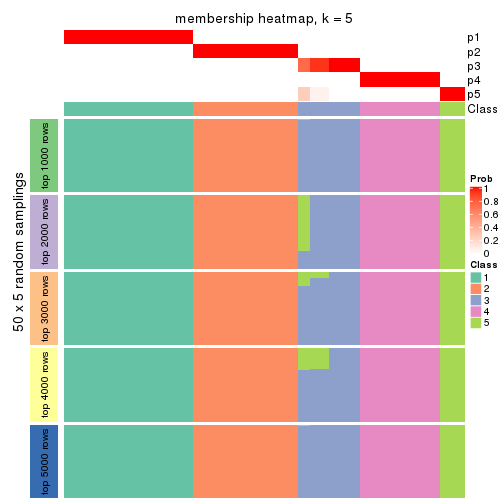 membership heatmap, k = 5
p1
p2
p3
p4
p5
Class
50 x 5 random samplings
top 1000 rows
top 2000 rows
top 3000 rows
top 4000 rows
top 5000 rows
Prob
1
0.8
0.6
0.4
0.2
0
Class
1
2
3
4
5